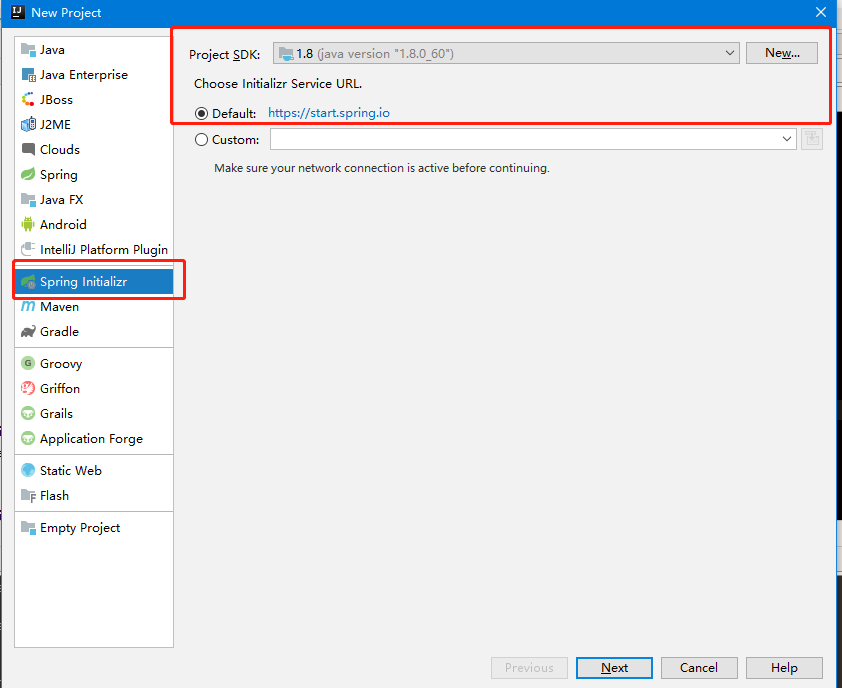 New Project
Java
Java Enterprise
JBoss
J2ME
Clouds
Spring
Java FX
Android
IntelliJ Platform Plugin
Spring Initializr
Maven
Gradle
Groovy
Griffon
Grails
Application Forge
Static Web
Flash
Empty Project
Project SDK: 1.8 (java version "1.8.0_60") New...
Choose Initializr Service URL.
Default: https://start.spring.io
Custom:
Make sure your network connection is active before continuing.
Previous Next Cancel Help